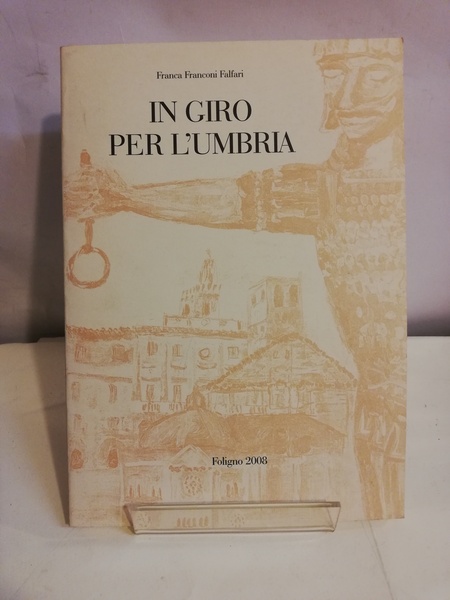 Franca Franconi Falfari
IN GIRO
PER L'UMBRIA
Foligno 2008